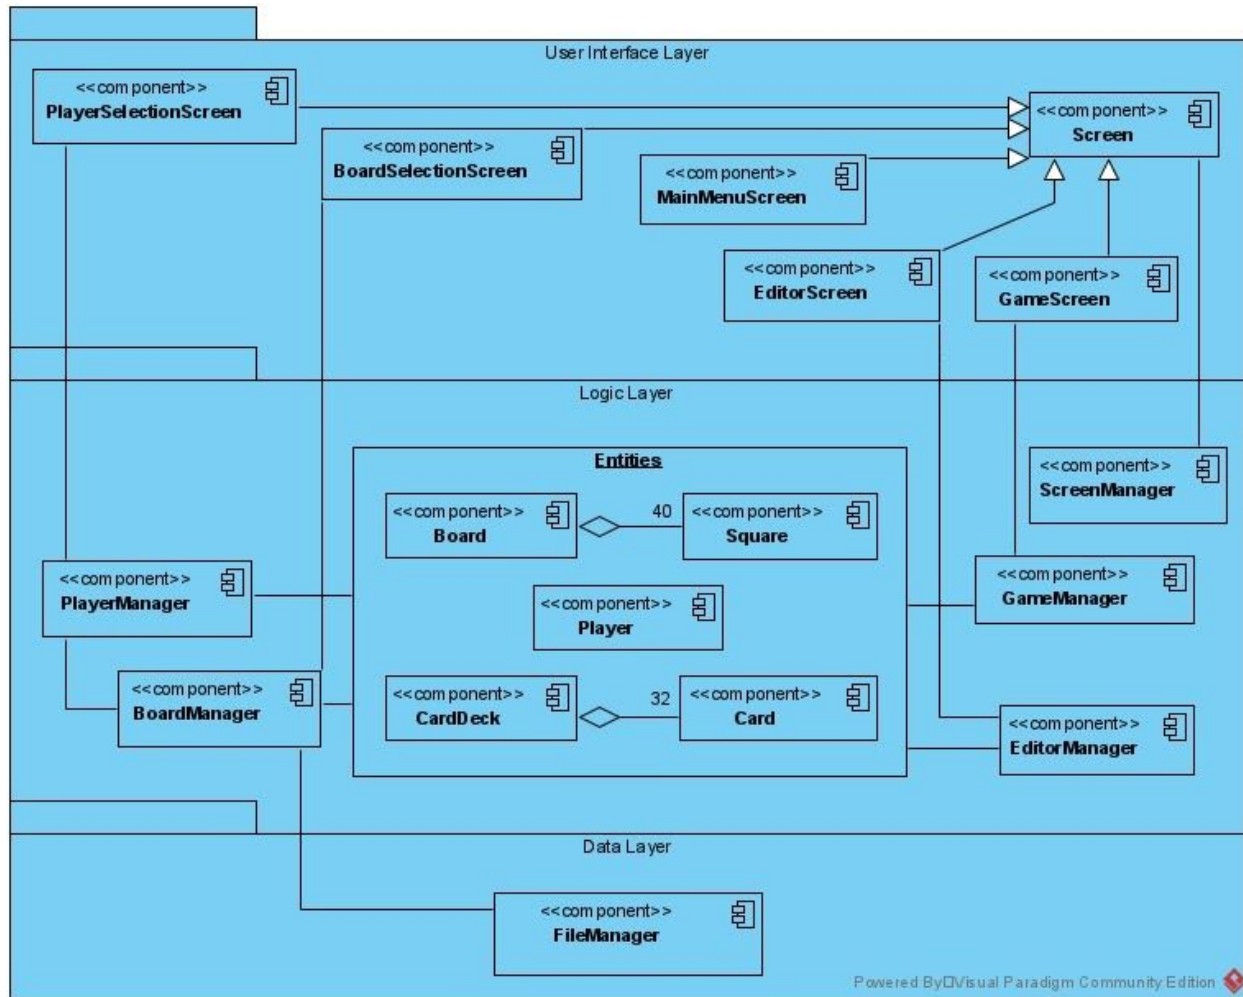 User Interface Layer
<<component>>
PlayerSelectionScreen
<<component>>
Screen
<<component>>
BoardSelectionScreen
<<component>>
MainMenuScreen
<<component>>
EditorScreen
<<component>>
GameScreen
Logic Layer
Entities
<<component>>
ScreenManager
<<component>>
Board
40
<<component>>
Square
<<component>>
PlayerManager
<<component>>
Player
<<component>>
GameManager
<<component>>
BoardManager
<<component>>
CardDeck
32
<<component>>
Card
<<component>>
EditorManager
Data Layer
<<component>>
FileManager
Powered By□Visual Paradigm Community Edition